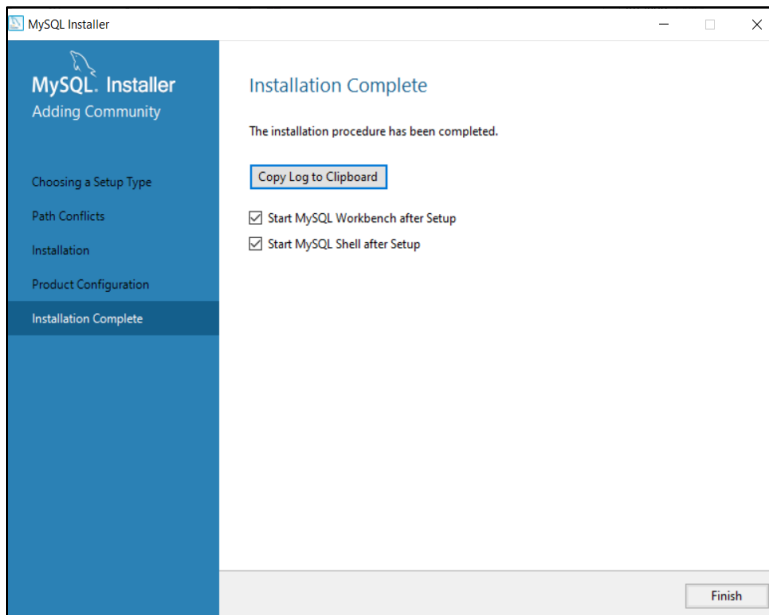 MySQL Installer
MySQL. Installer
Adding Community
Choosing a Setup Type
Path Conflicts
Installation
Product Configuration
Installation Complete
Installation Complete
The installation procedure has been completed.
Copy Log to Clipboard
Start MySQL Workbench after Setup
Start MySQL Shell after Setup
Finish